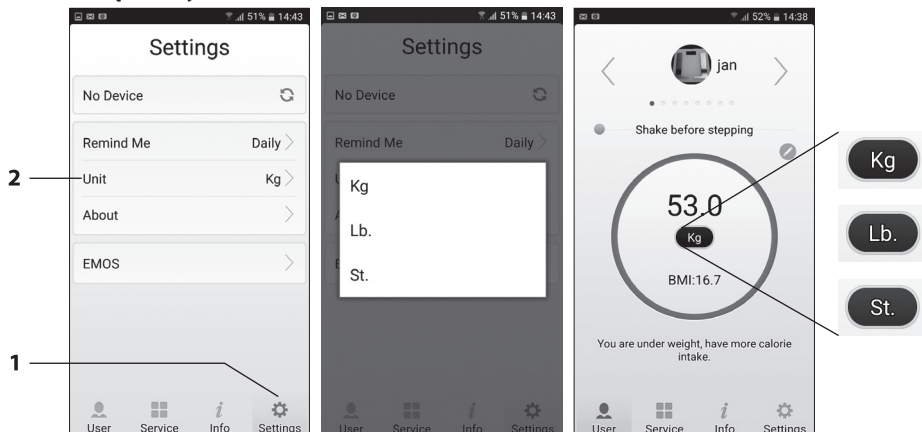 51% 14:43
Settings
No Device
Remind Me Daily
2
Unit Kg
About
EMOS
1
User Service Info Settings
51% 14:43
Settings
No Device
Remind Me Daily
Kg
Lb.
St.
User Service Info Settings
52% 14:38
jan
Shake before stepping
53.0
Kg
BMI:16.7
You are under weight, have more calorie
intake.
User Service Info Settings
Kg
Lb.
St.